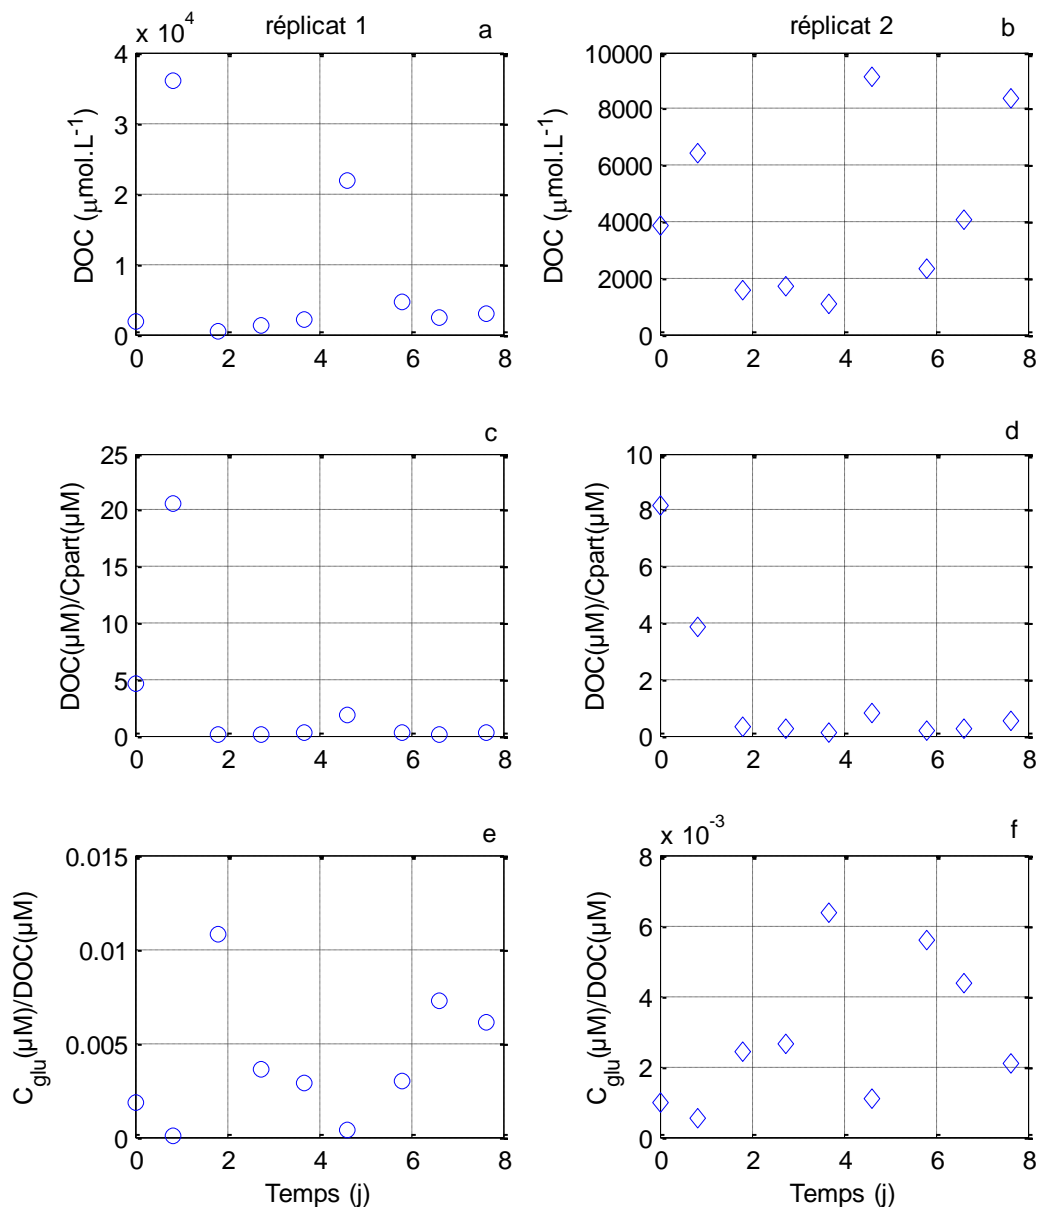 réplicat 1
a
x 10^4
4
3
2
1
0
0 2 4 6 8
DOC (μmol.L^-1)
réplicat 2
b
10000
8000
6000
4000
2000
0
0 2 4 6 8
DOC (μmol.L^-1)
c
25
20
15
10
5
0
0 2 4 6 8
DOC(µM)/Cpart(µM)
d
10
8
6
4
2
0
0 2 4 6 8
DOC(µM)/Cpart(µM)
e
0.015
0.01
0.005
0
0 2 4 6 8
C_glu(µM)/DOC(µM)
Temps (j)
f
x 10^-3
8
6
4
2
0
0 2 4 6 8
C_glu(µM)/DOC(µM)
Temps (j)